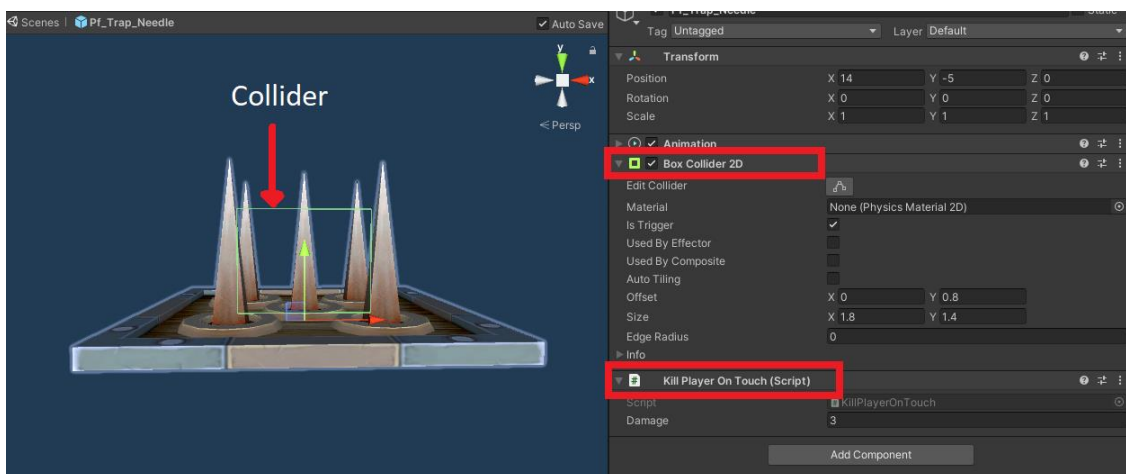 Scenes | Pf_Trap_Needle
Auto Save
y
x
Persp
Collider
Pf_Trap_Needle
Static
Tag Untagged Layer Default
Transform
Position X 14 Y -5 Z 0
Rotation X 0 Y 0 Z 0
Scale X 1 Y 1 Z 1
Animation
Box Collider 2D
Edit Collider
Material None (Physics Material 2D)
Is Trigger
Used By Effector
Used By Composite
Auto Tiling
Offset X 0 Y 0.8
Size X 1.8 Y 1.4
Edge Radius 0
Info
# Kill Player On Touch (Script)
Script KillPlayerOnTouch
Damage 3
Add Component